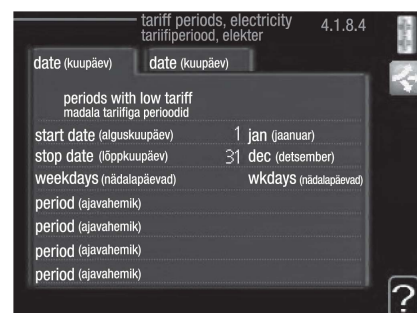 tariff periods, electricity 4.1.8.4
tariifiperiood, elekter
date (kuupäev) date (kuupäev)
periods with low tariff
madala tariifiga perioodid
start date (alguskuupäev) 1 jan (jaanuar)
stop date (lõppkuupäev) 31 dec (detsember)
weekdays (nädalapäevad) wkdays (nädalapäevad)
period (ajavahemik)
period (ajavahemik)
period (ajavahemik)
period (ajavahemik)
?